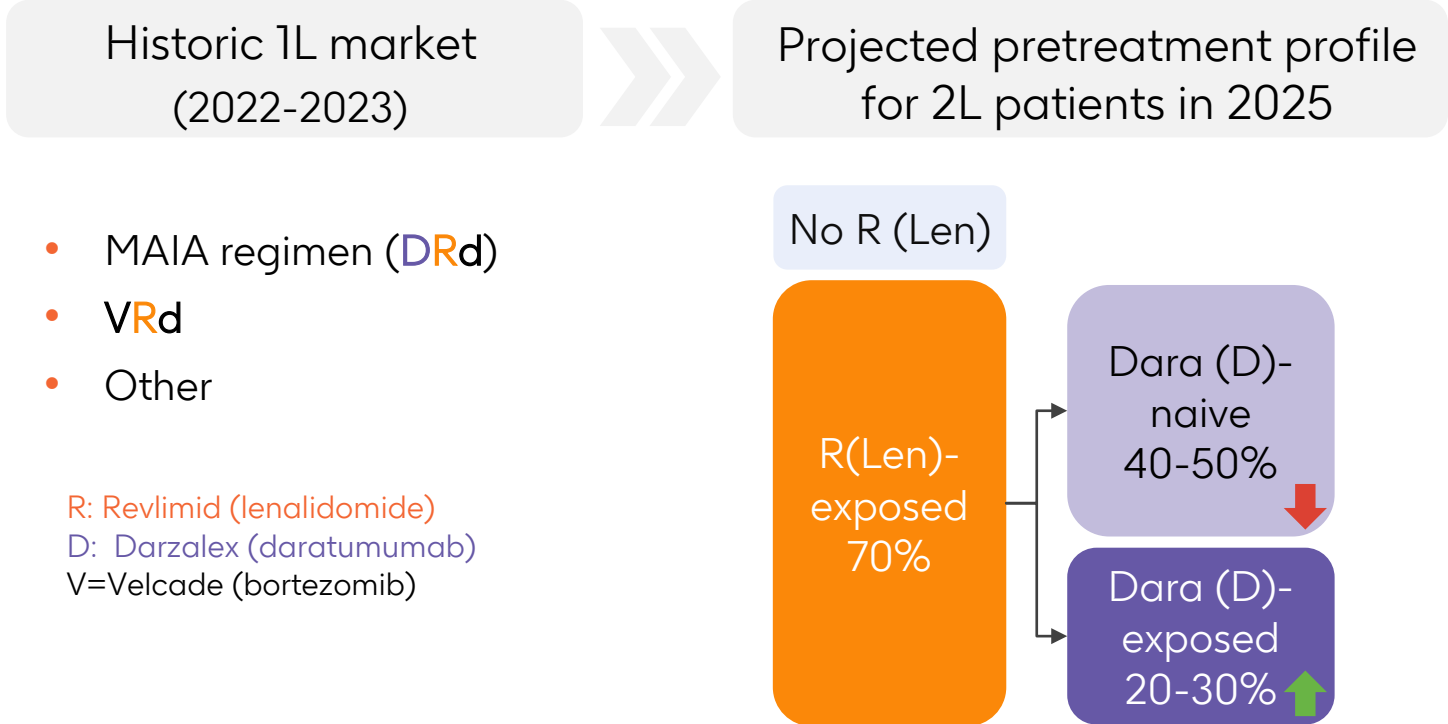 Historic 1L market
(2022-2023)
Projected pretreatment profile
for 2L patients in 2025
• MAIA regimen (DRd)
• VRd
• Other
R: Revlimid (lenalidomide)
D: Darzalex (daratumumab)
V=Velcade (bortezomib)
No R (Len)
R(Len)-
exposed
70%
Dara (D)-
naive
40-50%
Dara (D)-
exposed
20-30%